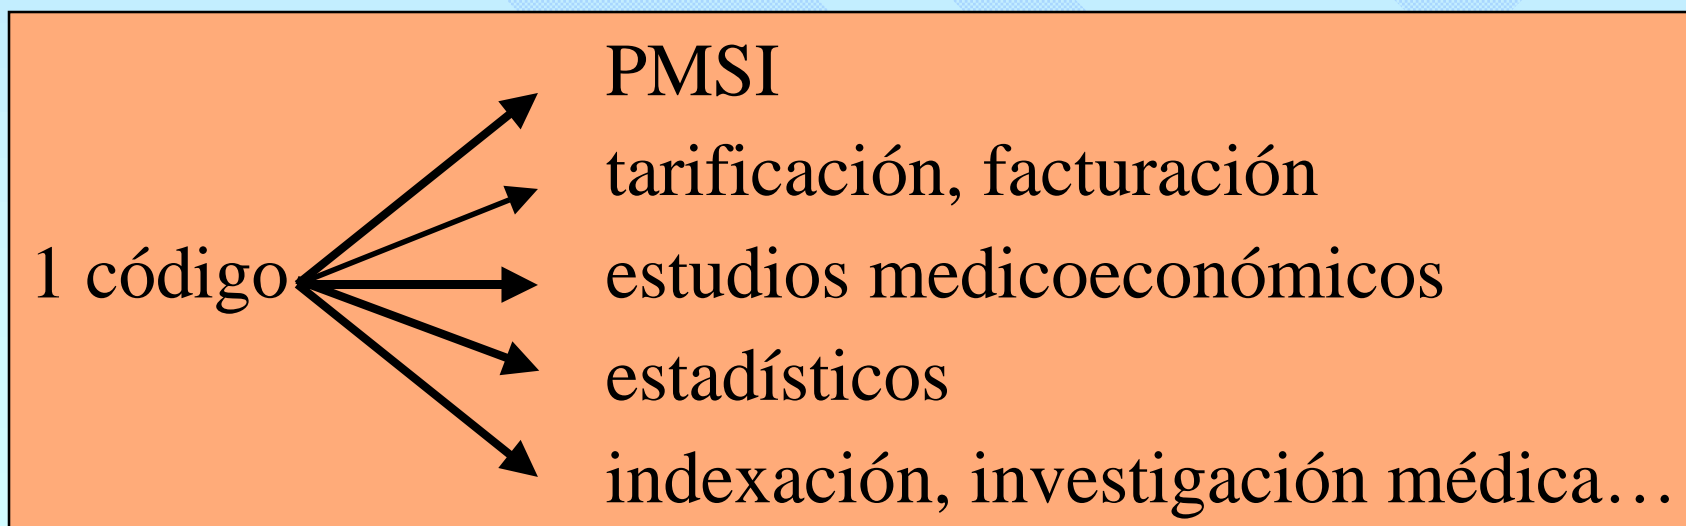 PMSI
tarificación, facturación
1 código
estudios medicoeconómicos
estadísticos
indexación, investigación médica…